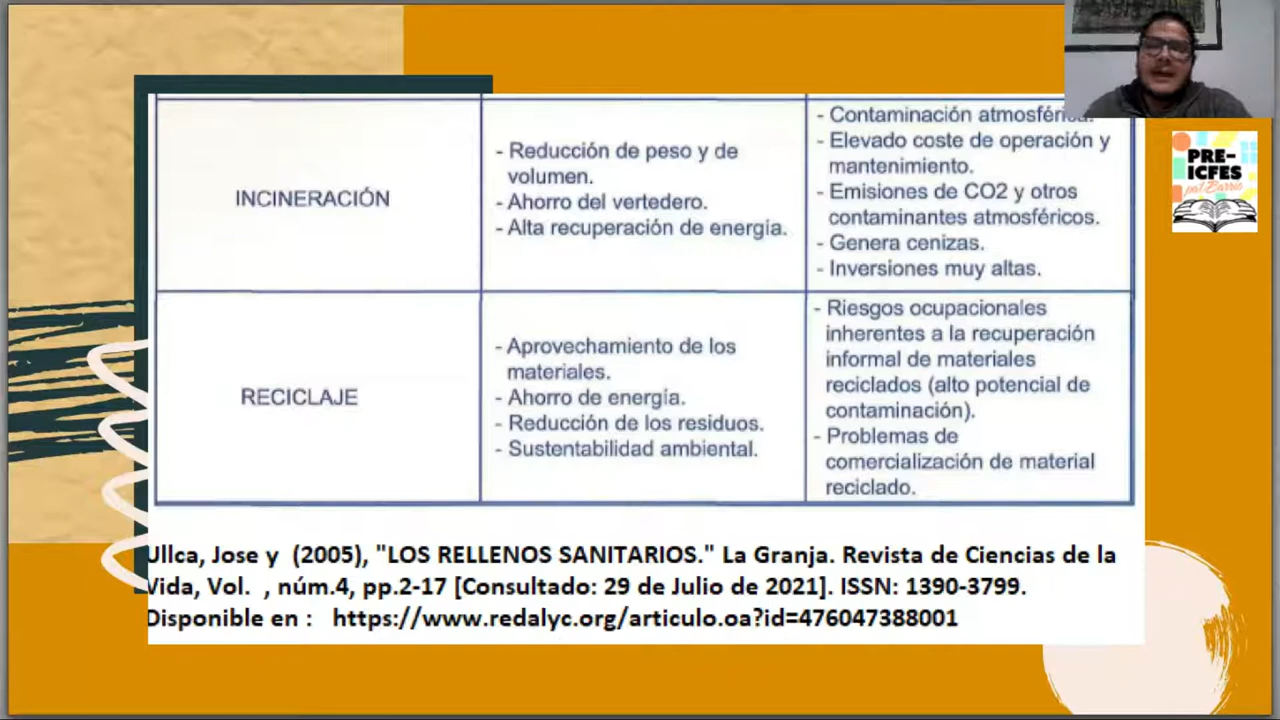 INCINERACIÓN
- Reducción de peso y de
volumen.
- Ahorro del vertedero.
- Alta recuperación de energía.
- Contaminación
- Elevado coste de operación y
mantenimiento.
- Emisiones de CO2 y otros
contaminantes atmosféricos.
- Genera cenizas.
- Inversiones muy altas.
RECICLAJE
- Aprovechamiento de los
materiales.
- Ahorro de energía.
- Reducción de los residuos.
- Sustentabilidad ambiental.
- Riesgos ocupacionales
inherentes a la recuperación
informal de materiales
reciclados (alto potencial de
contaminación).
- Problemas de
comercialización de material
reciclado.
Ullca, Jose y (2005), "LOS RELLENOS SANITARIOS." La Granja. Revista de Ciencias de la
Vida, Vol. , núm.4, pp.2-17 [Consultado: 29 de Julio de 2021]. ISSN: 1390-3799.
Disponible en : https://www.redalyc.org/articulo.oa?id=476047388001
PRE-
ICFES
pa'l Barrio